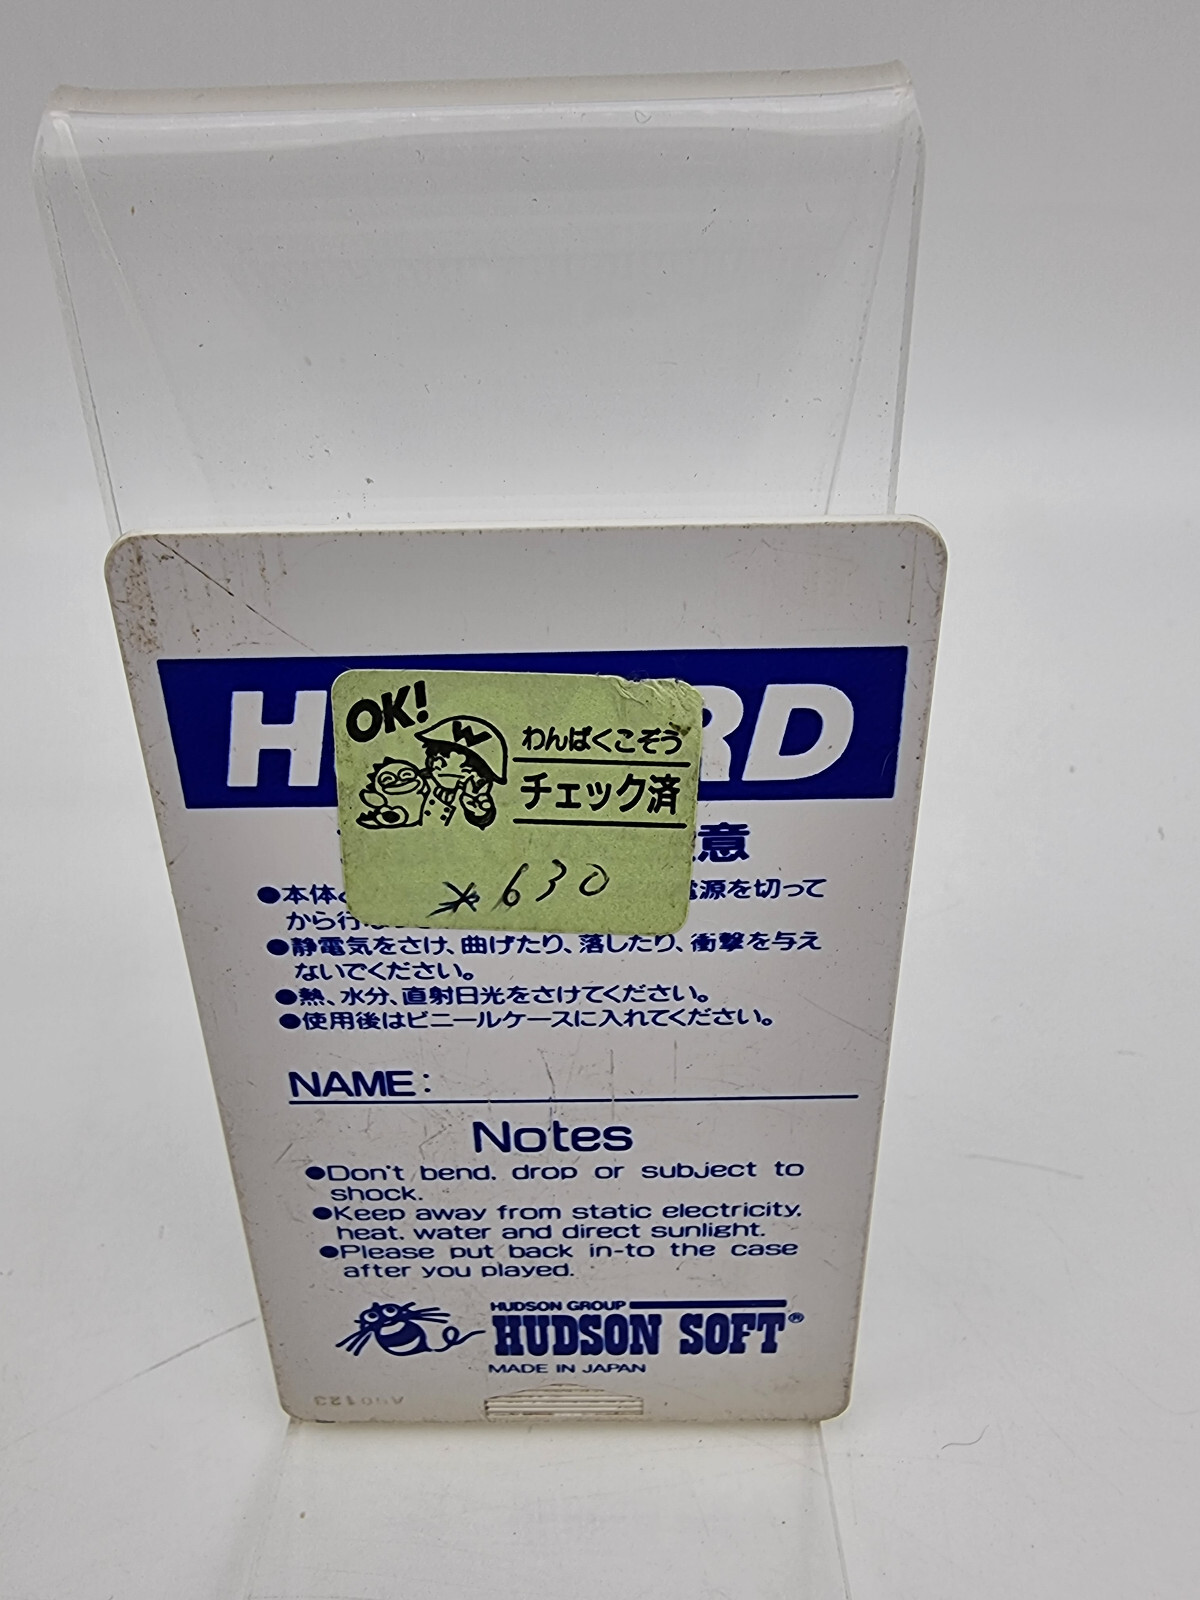 H RD
OK!
W
わんぱくこぞう
チェック済
¥630
意
●本体 電源を切って
から行
●静電気をさけ、曲げたり、落したり、衝撃を与え
ないでください。
●熱、水分、直射日光をさけてください。
●使用後はビニールケースに入れてください。
NAME:
Notes
●Don't bend, drop or subject to
shock.
●Keep away from static electricity,
heat, water and direct sunlight.
●Please put back in-to the case
after you played.
HUDSON GROUP
HUDSON SOFT®
MADE IN JAPAN